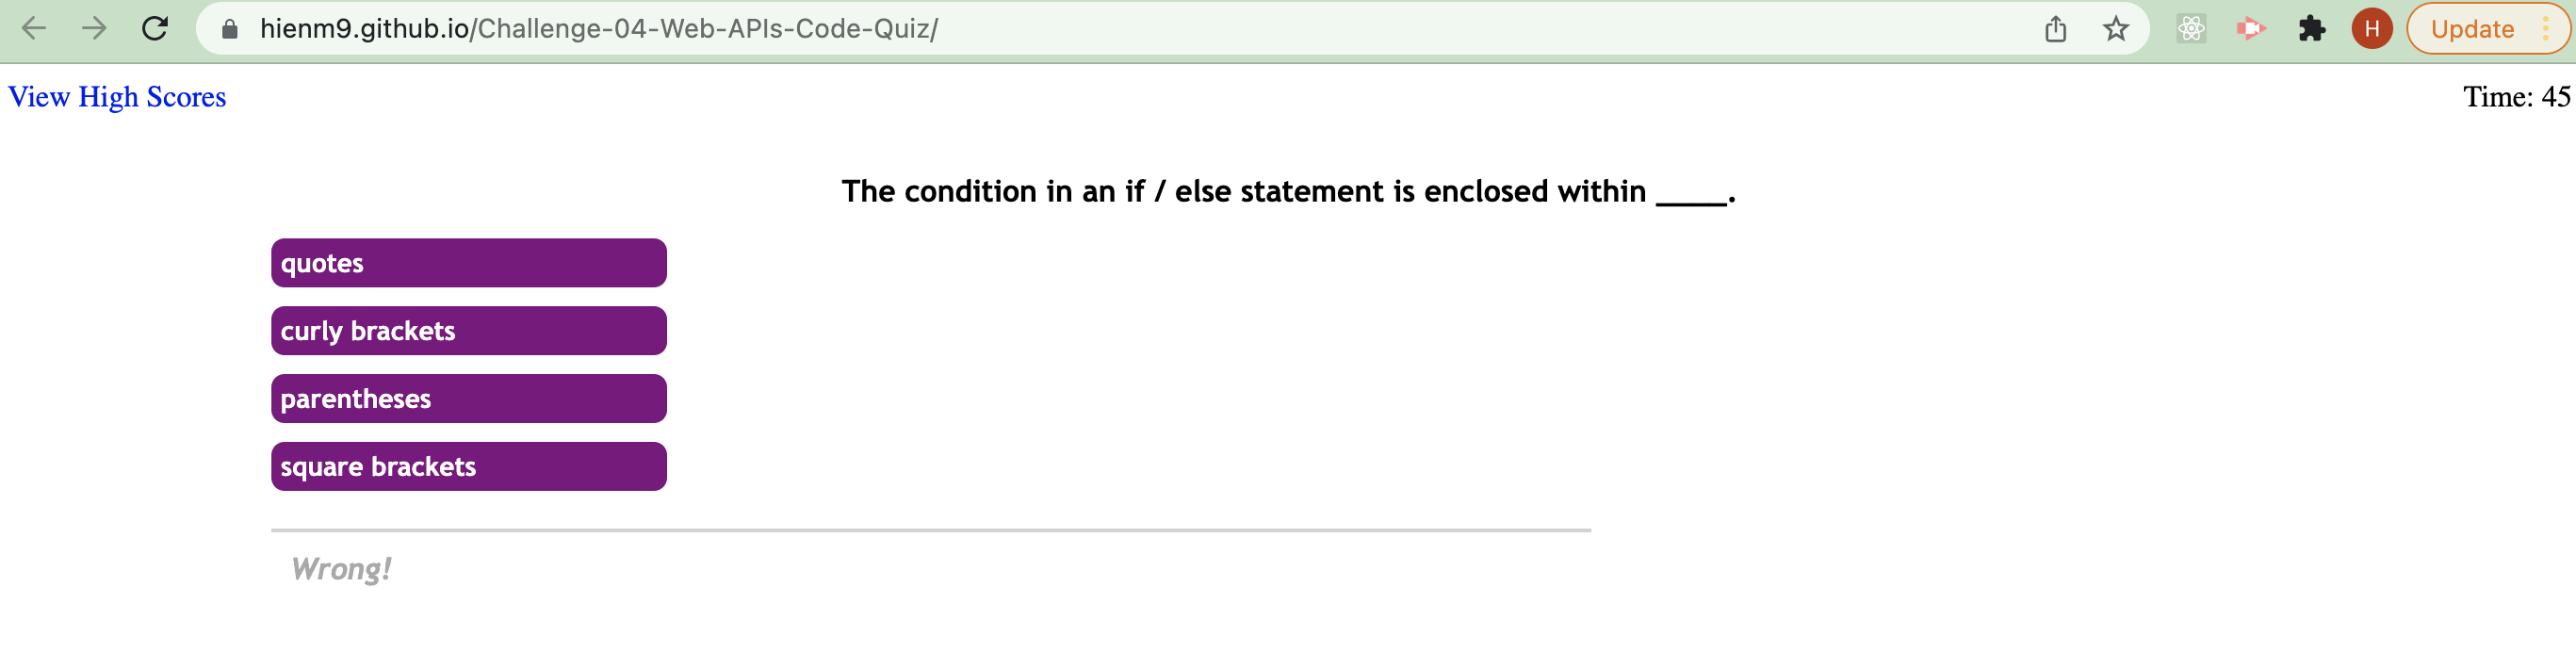 hienm9.github.io/Challenge-04-Web-APIs-Code-Quiz/
H
Update
View High Scores
Time: 45
The condition in an if / else statement is enclosed within ____.
quotes
curly brackets
parentheses
square brackets
Wrong!